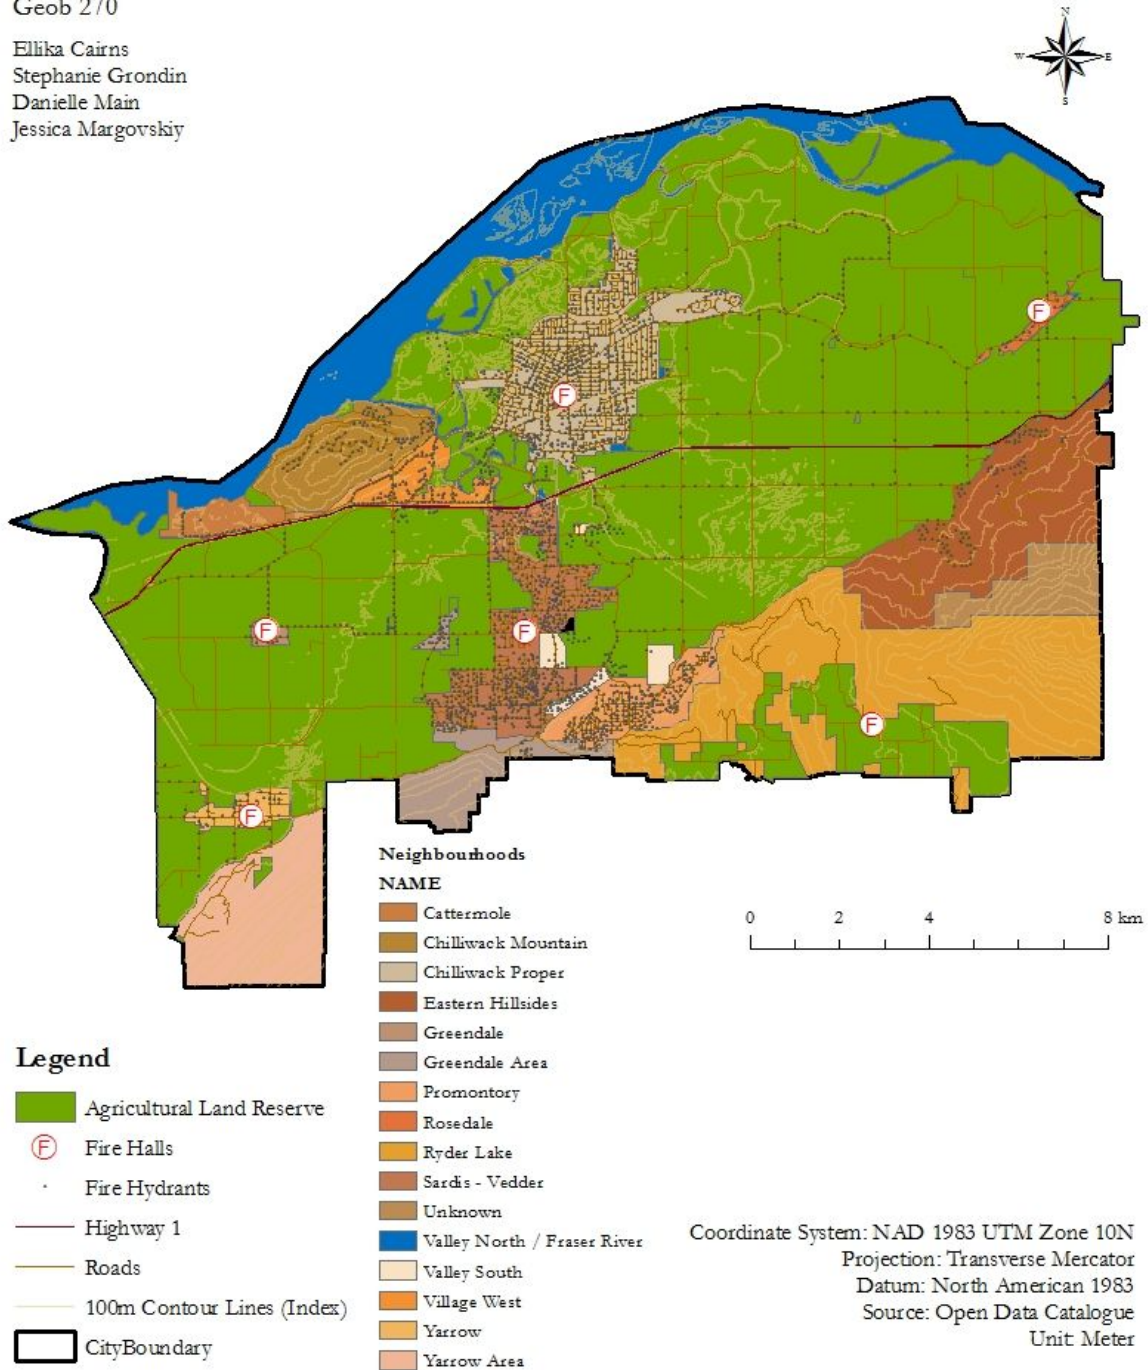 Geob 270
Ellika Cairns
Stephanie Grondin
Danielle Main
Jessica Margovskiy
N
W E
S
F
F
F
F
F
F
Neighbourhoods
NAME
Cattermole
Chilliwack Mountain
Chilliwack Proper
Eastern Hillsides
Greendale
Greendale Area
Promontory
Rosedale
Ryder Lake
Sardis - Vedder
Unknown
Valley North / Fraser River
Valley South
Village West
Yarrow
Yarrow Area
0 2 4 8 km
Legend
Agricultural Land Reserve
F Fire Halls
Fire Hydrants
Highway 1
Roads
100m Contour Lines (Index)
CityBoundary
Coordinate System: NAD 1983 UTM Zone 10N
Projection: Transverse Mercator
Datum: North American 1983
Source: Open Data Catalogue
Unit: Meter